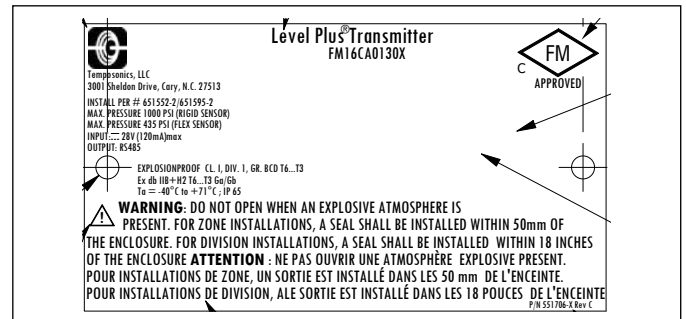 Level Plus® Transmitter
FM16CA0130X
C FM
APPROVED
Temposonics, LLC
3001 Sheldon Drive, Cary, N.C. 27513
INSTALL PER # 651552-2/651595-2
MAX. PRESSURE 1000 PSI (RIGID SENSOR)
MAX. PRESSURE 435 PSI (FLEX SENSOR)
INPUT:⎓ 28V (120mA)max
OUTPUT: RS485
EXPLOSIONPROOF CL. I, DIV. 1, GR. BCD T6...T3
Ex db IIB+H2 T6...T3 Ga/Gb
Ta = -40°C to +71°C ; IP 65
WARNING: DO NOT OPEN WHEN AN EXPLOSIVE ATMOSPHERE IS
PRESENT. FOR ZONE INSTALLATIONS, A SEAL SHALL BE INSTALLED WITHIN 50mm OF
THE ENCLOSURE. FOR DIVISION INSTALLATIONS, A SEAL SHALL BE INSTALLED WITHIN 18 INCHES
OF THE ENCLOSURE ATTENTION : NE PAS OUVRIR UNE ATMOSPHÈRE EXPLOSIVE PRESENT.
POUR INSTALLATIONS DE ZONE, UN SORTIE EST INSTALLÉ DANS LES 50 mm DE L'ENCEINTE.
POUR INSTALLATIONS DE DIVISION, ALE SORTIE EST INSTALLÉ DANS LES 18 POUCES DE L'ENCEINTE
P/N 551706-X Rev C